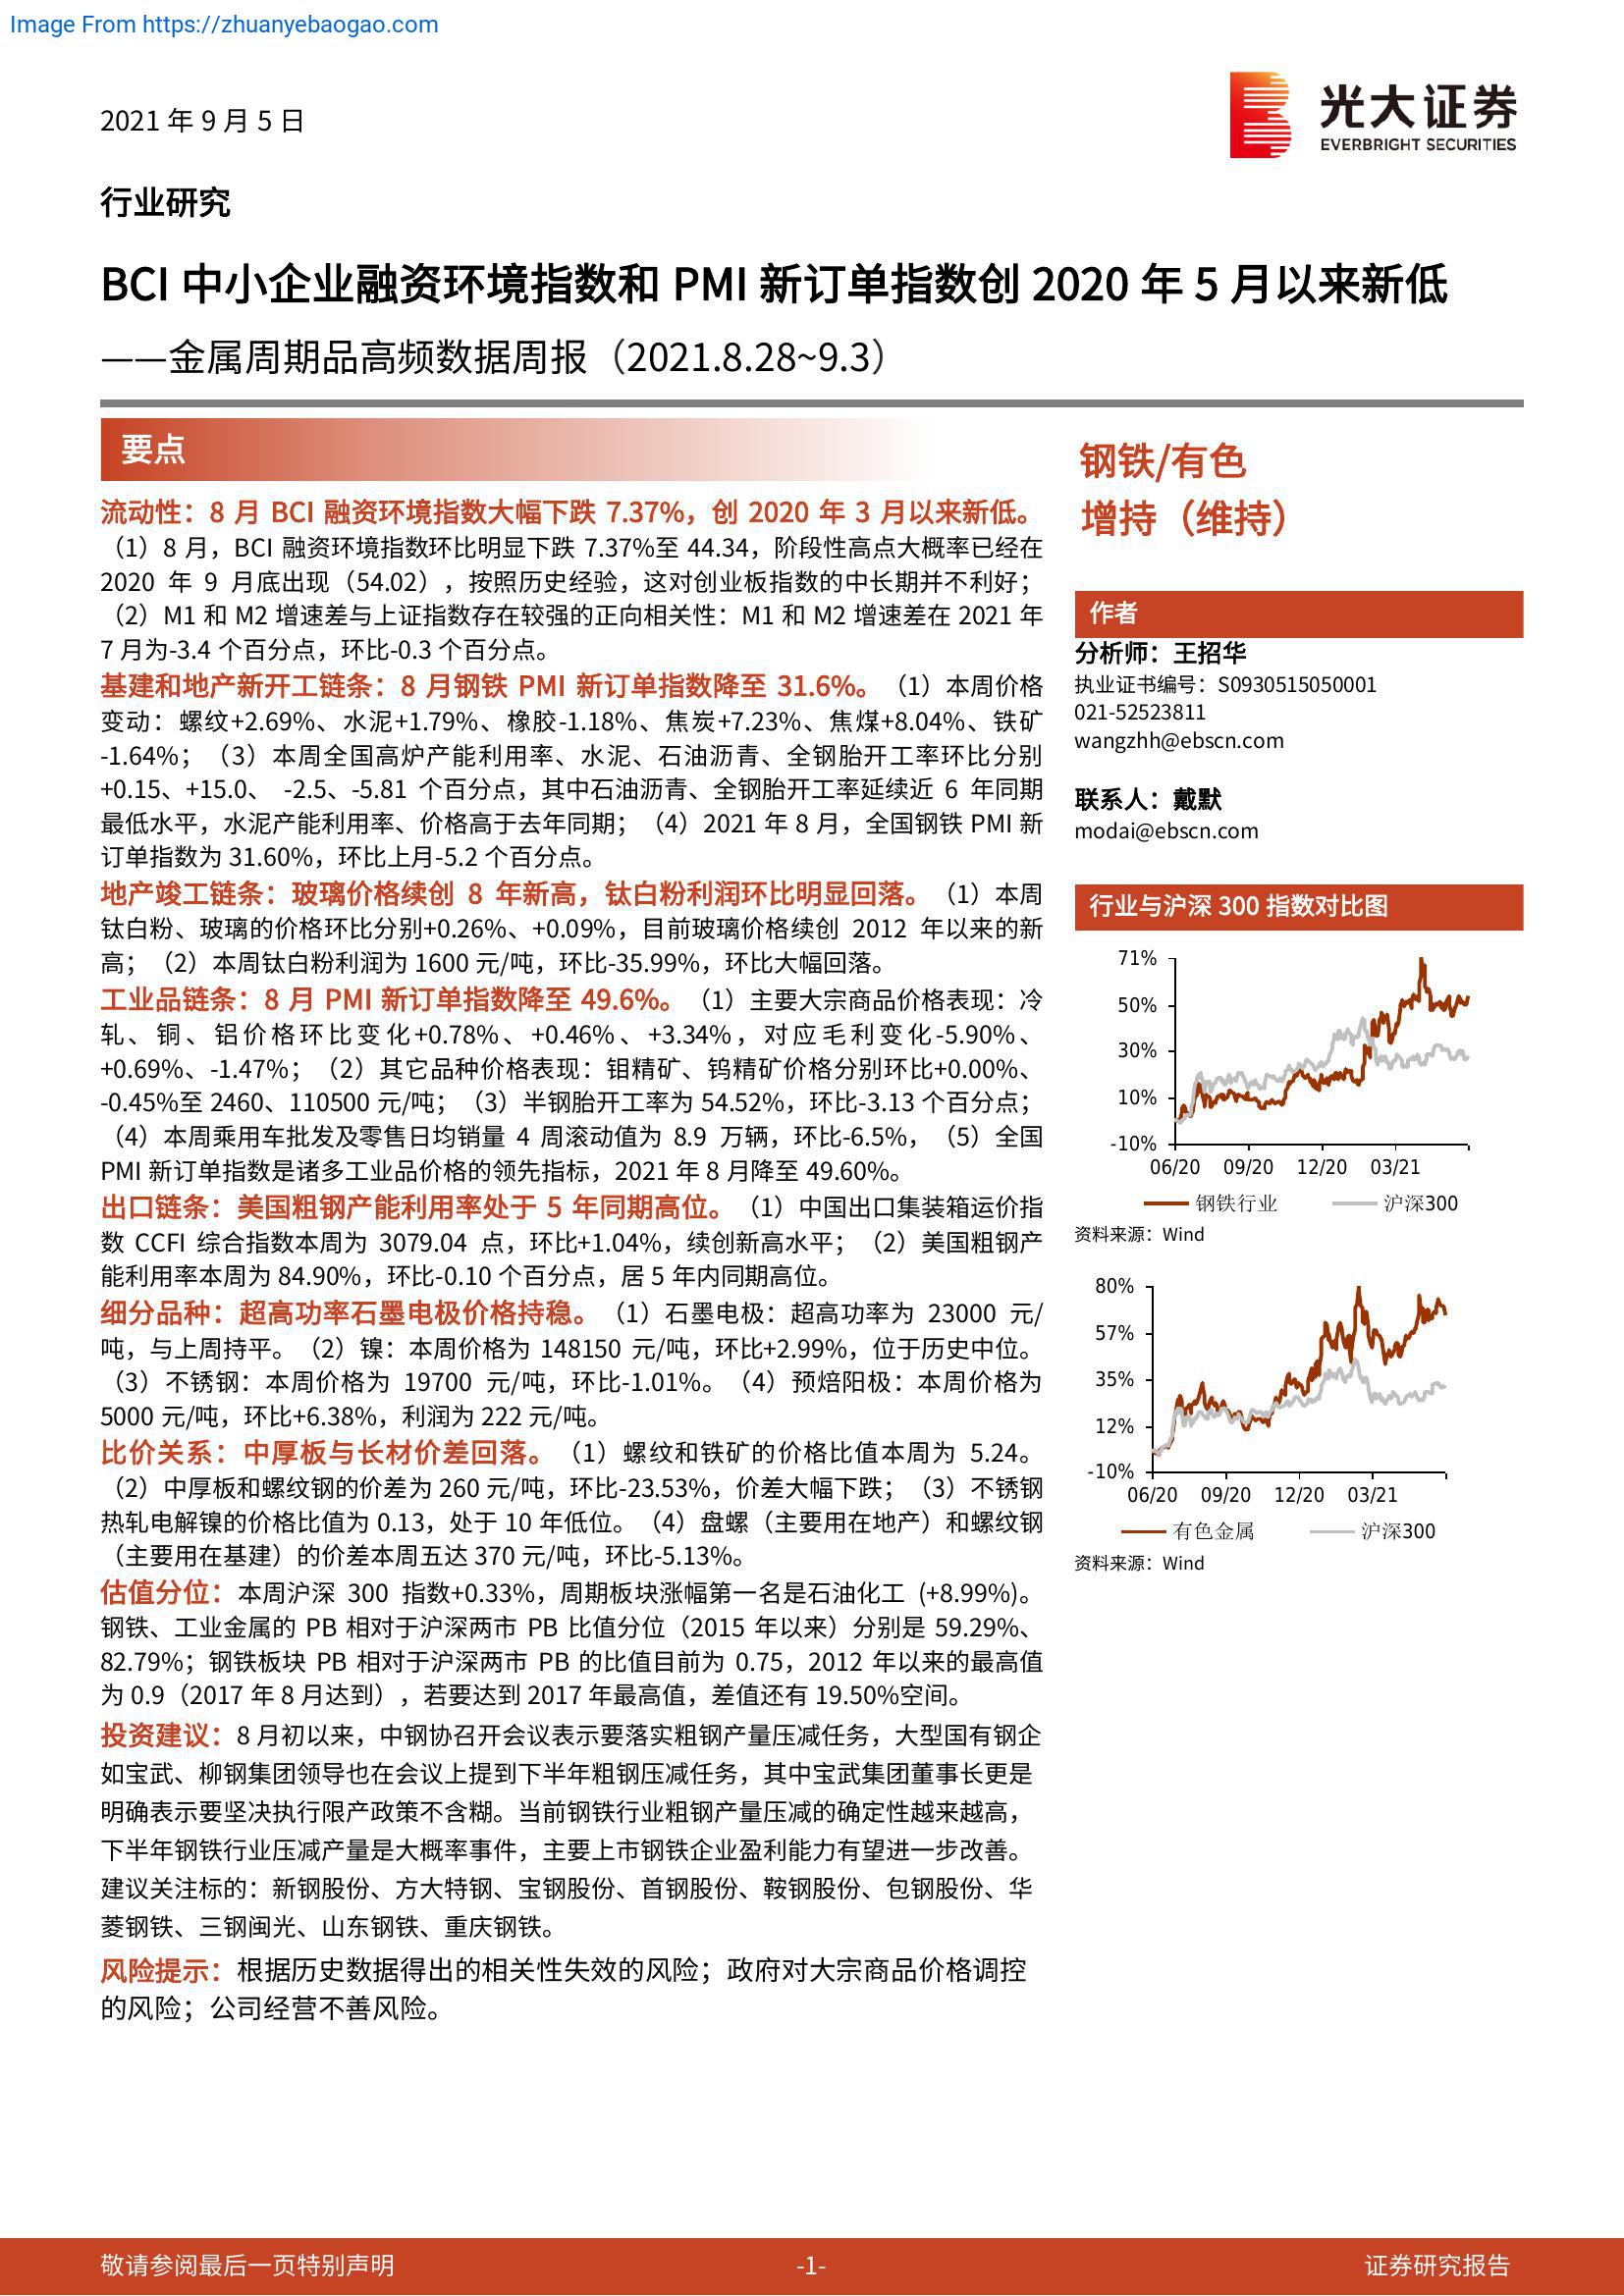 Image From https://zhuanyebaogao.com
2021 年 9 月 5 日
光大证券
EVERBRIGHT SECURITIES
行业研究
BCI 中小企业融资环境指数和 PMI 新订单指数创 2020 年 5 月以来新低
——金属周期品高频数据周报（2021.8.28~9.3）
要点
流动性：8 月 BCI 融资环境指数大幅下跌 7.37%，创 2020 年 3 月以来新低。
（1）8 月，BCI 融资环境指数环比明显下跌 7.37%至 44.34，阶段性高点大概率已经在
2020 年 9 月底出现（54.02），按照历史经验，这对创业板指数的中长期并不利好；
（2）M1 和 M2 增速差与上证指数存在较强的正向相关性：M1 和 M2 增速差在 2021 年
7 月为-3.4 个百分点，环比-0.3 个百分点。
基建和地产新开工链条：8 月钢铁 PMI 新订单指数降至 31.6%。（1）本周价格
变动：螺纹+2.69%、水泥+1.79%、橡胶-1.18%、焦炭+7.23%、焦煤+8.04%、铁矿
-1.64%；（3）本周全国高炉产能利用率、水泥、石油沥青、全钢胎开工率环比分别
+0.15、+15.0、 -2.5、-5.81 个百分点，其中石油沥青、全钢胎开工率延续近 6 年同期
最低水平，水泥产能利用率、价格高于去年同期；（4）2021 年 8 月，全国钢铁 PMI 新
订单指数为 31.60%，环比上月-5.2 个百分点。
地产竣工链条：玻璃价格续创 8 年新高，钛白粉利润环比明显回落。（1）本周
钛白粉、玻璃的价格环比分别+0.26%、+0.09%，目前玻璃价格续创 2012 年以来的新
高；（2）本周钛白粉利润为 1600 元/吨，环比-35.99%，环比大幅回落。
工业品链条：8 月 PMI 新订单指数降至 49.6%。（1）主要大宗商品价格表现：冷
轧、铜、铝价格环比变化+0.78%、+0.46%、+3.34%，对应毛利变化-5.90%、
+0.69%、-1.47%；（2）其它品种价格表现：钼精矿、钨精矿价格分别环比+0.00%、
-0.45%至 2460、110500 元/吨；（3）半钢胎开工率为 54.52%，环比-3.13 个百分点；
（4）本周乘用车批发及零售日均销量 4 周滚动值为 8.9 万辆，环比-6.5%，（5）全国
PMI 新订单指数是诸多工业品价格的领先指标，2021 年 8 月降至 49.60%。
出口链条：美国粗钢产能利用率处于 5 年同期高位。（1）中国出口集装箱运价指
数 CCFI 综合指数本周为 3079.04 点，环比+1.04%，续创新高水平；（2）美国粗钢产
能利用率本周为 84.90%，环比-0.10 个百分点，居 5 年内同期高位。
细分品种：超高功率石墨电极价格持稳。（1）石墨电极：超高功率为 23000 元/
吨，与上周持平。（2）镍：本周价格为 148150 元/吨，环比+2.99%，位于历史中位。
（3）不锈钢：本周价格为 19700 元/吨，环比-1.01%。（4）预焙阳极：本周价格为
5000 元/吨，环比+6.38%，利润为 222 元/吨。
比价关系：中厚板与长材价差回落。（1）螺纹和铁矿的价格比值本周为 5.24。
（2）中厚板和螺纹钢的价差为 260 元/吨，环比-23.53%，价差大幅下跌；（3）不锈钢
热轧电解镍的价格比值为 0.13，处于 10 年低位。（4）盘螺（主要用在地产）和螺纹钢
（主要用在基建）的价差本周五达 370 元/吨，环比-5.13%。
估值分位：本周沪深 300 指数+0.33%，周期板块涨幅第一名是石油化工 (+8.99%)。
钢铁、工业金属的 PB 相对于沪深两市 PB 比值分位（2015 年以来）分别是 59.29%、
82.79%；钢铁板块 PB 相对于沪深两市 PB 的比值目前为 0.75，2012 年以来的最高值
为 0.9（2017 年 8 月达到），若要达到 2017 年最高值，差值还有 19.50%空间。
投资建议：8 月初以来，中钢协召开会议表示要落实粗钢产量压减任务，大型国有钢企
如宝武、柳钢集团领导也在会议上提到下半年粗钢压减任务，其中宝武集团董事长更是
明确表示要坚决执行限产政策不含糊。当前钢铁行业粗钢产量压减的确定性越来越高，
下半年钢铁行业压减产量是大概率事件，主要上市钢铁企业盈利能力有望进一步改善。
建议关注标的：新钢股份、方大特钢、宝钢股份、首钢股份、鞍钢股份、包钢股份、华
菱钢铁、三钢闽光、山东钢铁、重庆钢铁。
风险提示：根据历史数据得出的相关性失效的风险；政府对大宗商品价格调控
的风险；公司经营不善风险。
钢铁/有色
增持（维持）
作者
分析师：王招华
执业证书编号：S0930515050001
021-52523811
wangzhh@ebscn.com
联系人：戴默
modai@ebscn.com
行业与沪深 300 指数对比图
71%
50%
30%
10%
-10%
06/20 09/20 12/20 03/21
钢铁行业 沪深300
资料来源：Wind
80%
57%
35%
12%
-10%
06/20 09/20 12/20 03/21
有色金属 沪深300
资料来源：Wind
敬请参阅最后一页特别声明 -1- 证券研究报告